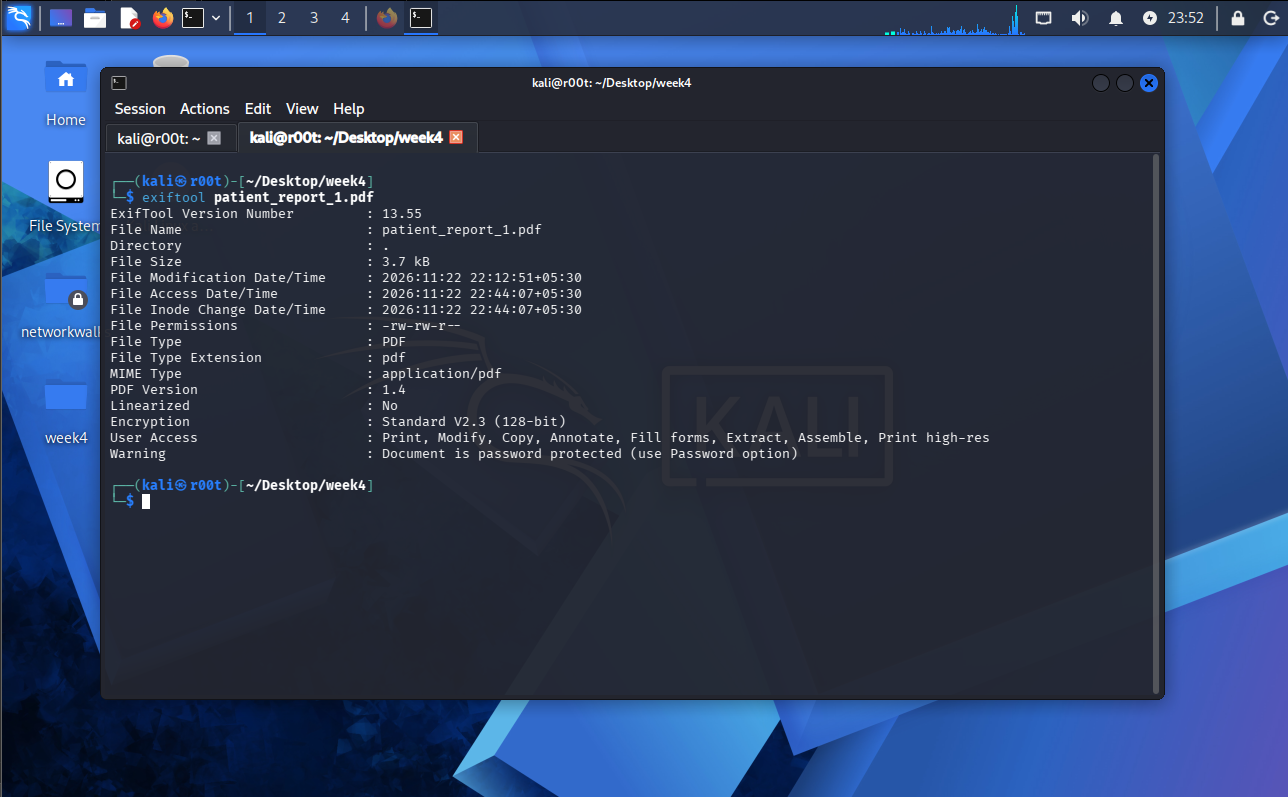 1 2 3 4 23:52
kali@r00t: ~/Desktop/week4
Session Actions Edit View Help
kali@r00t: ~ kali@r00t: ~/Desktop/week4
Home
File System
networkwalk
week4
┌──(kali㉿r00t)-[~/Desktop/week4]
└─$ exiftool patient_report_1.pdf
ExifTool Version Number : 13.55
File Name : patient_report_1.pdf
Directory : .
File Size : 3.7 kB
File Modification Date/Time : 2026:11:22 22:12:51+05:30
File Access Date/Time : 2026:11:22 22:44:07+05:30
File Inode Change Date/Time : 2026:11:22 22:44:07+05:30
File Permissions : -rw-rw-r--
File Type : PDF
File Type Extension : pdf
MIME Type : application/pdf
PDF Version : 1.4
Linearized : No
Encryption : Standard V2.3 (128-bit)
User Access : Print, Modify, Copy, Annotate, Fill forms, Extract, Assemble, Print high-res
Warning : Document is password protected (use Password option)
┌──(kali㉿r00t)-[~/Desktop/week4]
└─$
KALI